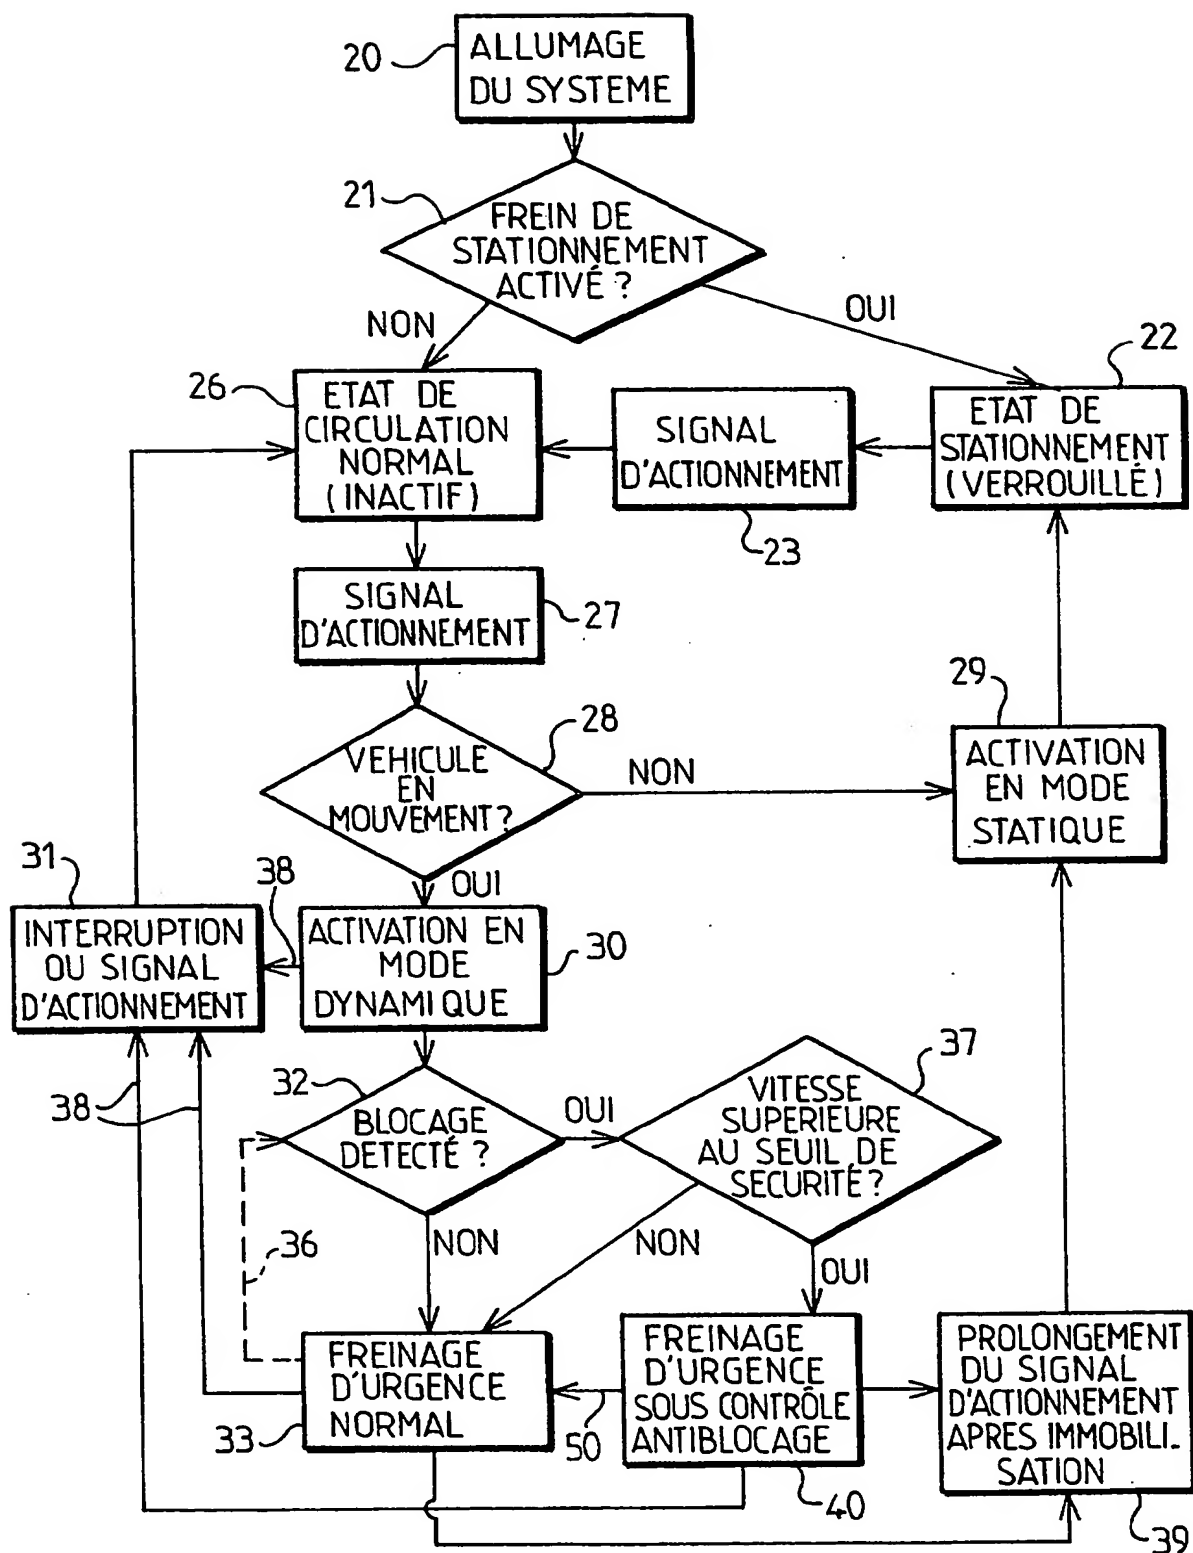 20
ALLUMAGE
DU SYSTEME
21
FREIN DE
STATIONNEMENT
ACTIVÉ ?
NON
OUI
22
26
ETAT DE
CIRCULATION
NORMAL
(INACTIF)
SIGNAL
D'ACTIONNEMENT
23
ETAT DE
STATIONNEMENT
(VERROUILLÉ)
SIGNAL
D'ACTIONNEMENT
27
28
VEHICULE
EN
MOUVEMENT?
NON
29
ACTIVATION
EN MODE
STATIQUE
OUI
31
INTERRUPTION
OU SIGNAL
D'ACTIONNEMENT
38
ACTIVATION EN
MODE
DYNAMIQUE
30
32
BLOCAGE
DETECTÉ ?
OUI
37
VITESSE
SUPERIEURE
AU SEUIL DE
SECURITÉ?
38
NON
NON
OUI
36
FREINAGE
D'URGENCE
NORMAL
33
50
FREINAGE
D'URGENCE
SOUS CONTRÔLE
ANTIBLOCAGE
40
PROLONGEMENT
DU SIGNAL
D'ACTIONNEMENT
APRES IMMOBILI-
SATION
39